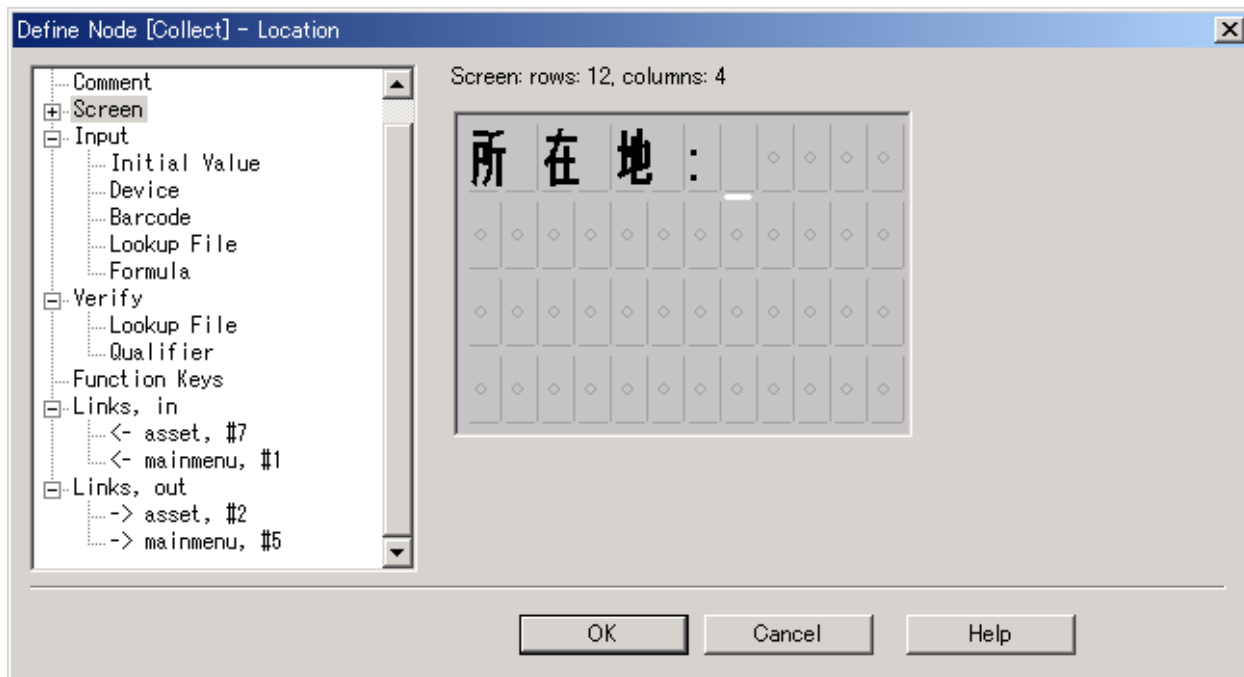 Define Node [Collect] - Location
Comment
Screen
Input
Initial Value
Device
Barcode
Lookup File
Formula
Verify
Lookup File
Qualifier
Function Keys
Links, in
<- asset, #7
<- mainmenu, #1
Links, out
-> asset, #2
-> mainmenu, #5
Screen: rows: 12, columns: 4
所在地:
OK
Cancel
Help